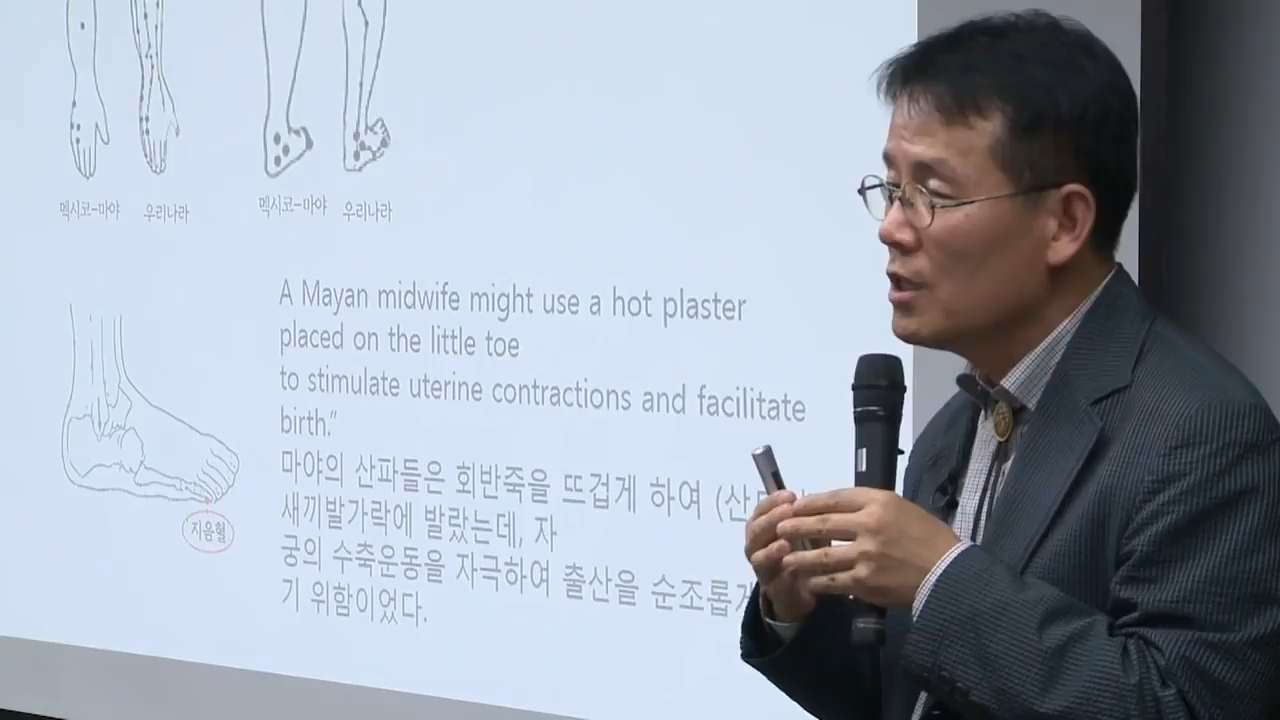 멕시코-마야
우리나라
멕시코-마야
우리나라
A Mayan midwife might use a hot plaster
placed on the little toe
to stimulate uterine contractions and facilitate
birth.”
마야의 산파들은 회반죽을 뜨겁게 하여 (산
새끼발가락에 발랐는데, 자
궁의 수축운동을 자극하여 출산을 순조롭게
기 위함이었다.
지음혈